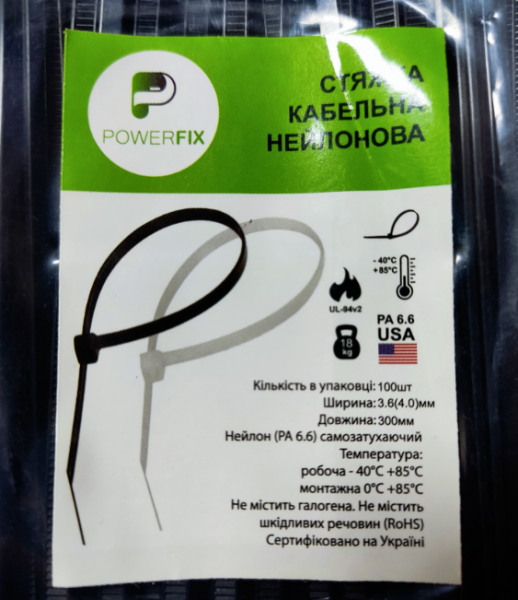 POWERFIX
СТЯЖКА
КАБЕЛЬНА
НЕЙЛОНОВА
- 40°C
+85°C
UL-94v2
18
kg
PA 6.6
USA
Кількість в упаковці: 100шт
Ширина: 3.6(4.0)мм
Довжина: 300мм
Нейлон (PA 6.6) самозатухаючий
Температура:
робоча - 40°C +85°C
монтажна 0°C +85°C
Не містить галогена. Не містить
шкідливих речовин (RoHS)
Сертифіковано на Україні